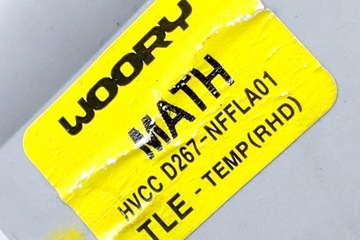 WOORY
MATH
HVCC D267-NFFLA01
TLE - TEMP(RHD)